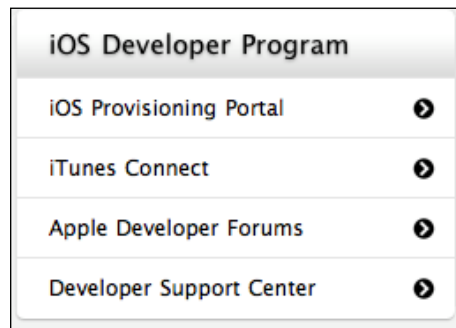 iOS Developer Program
iOS Provisioning Portal
iTunes Connect
Apple Developer Forums
Developer Support Center